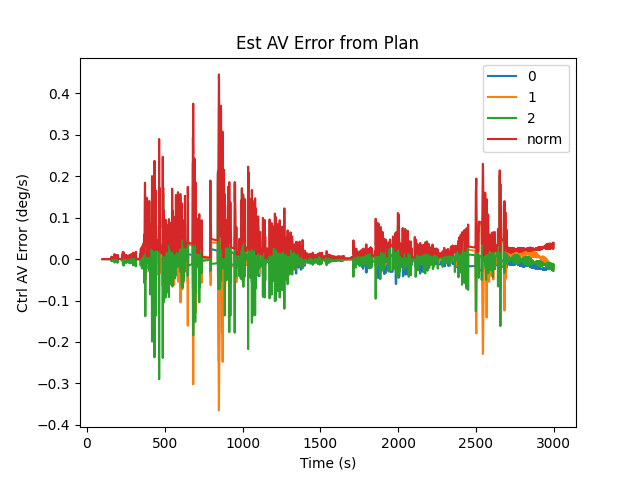 Est AV Error from Plan
0
1
2
norm
Ctrl AV Error (deg/s)
0.4
0.3
0.2
0.1
0.0
−0.1
−0.2
−0.3
−0.4
0 500 1000 1500 2000 2500 3000
Time (s)